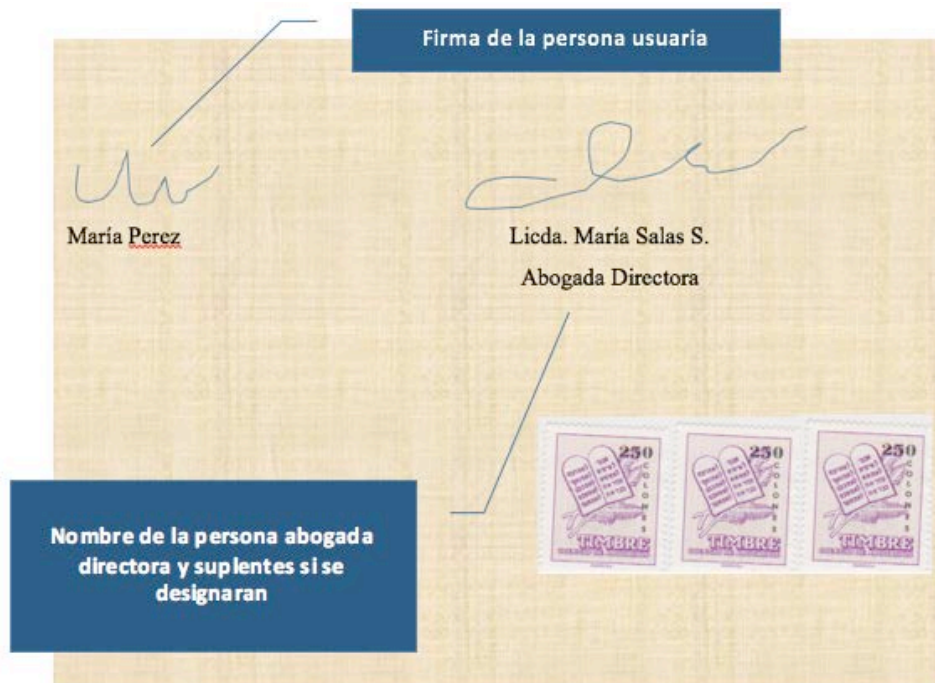 Firma de la persona usuaria
María Perez
Licda. María Salas S.
Abogada Directora
250
COLONES
TIMBRE
250
COLONES
TIMBRE
250
COLONES
TIMBRE
Nombre de la persona abogada
directora y suplentes si se
designaran